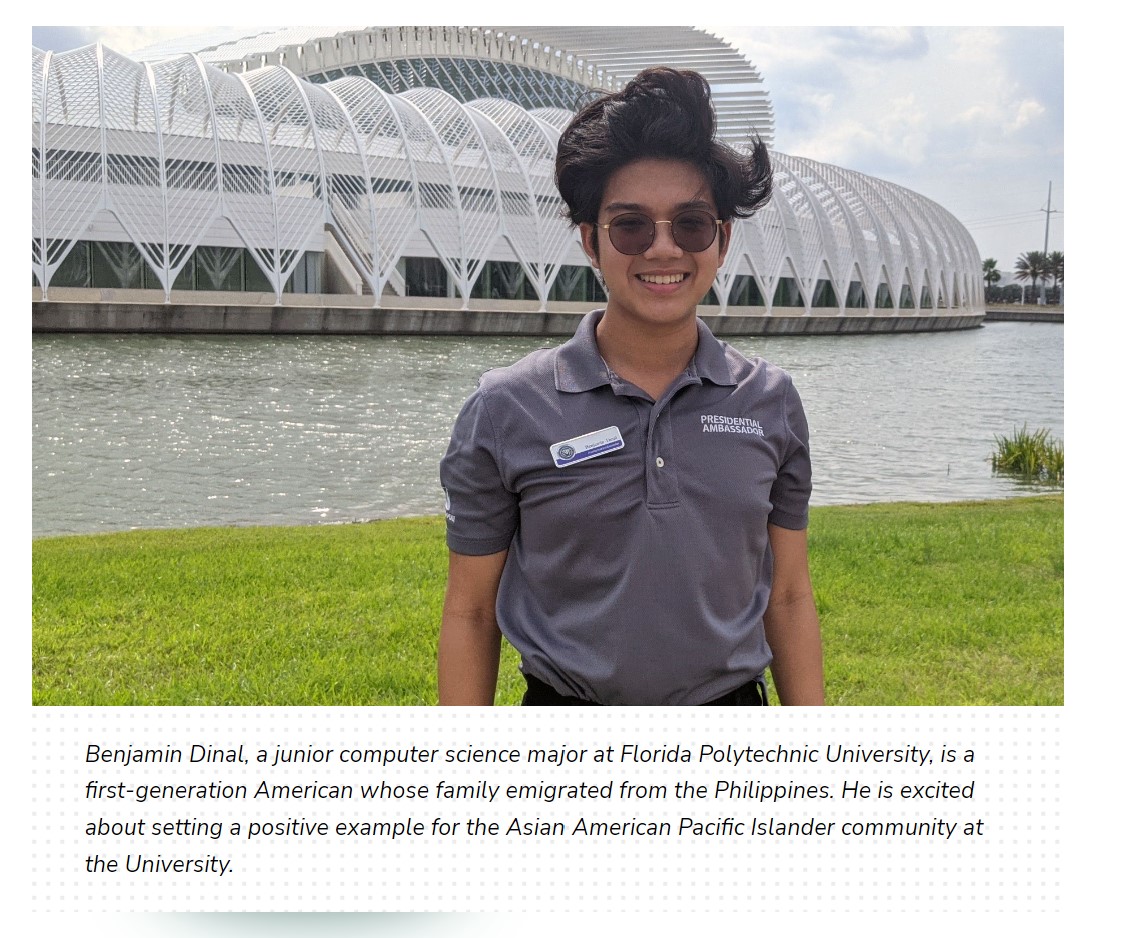 PRESIDENTIAL
AMBASSADOR
Benjamin Dinal, a junior computer science major at Florida Polytechnic University, is a
first-generation American whose family emigrated from the Philippines. He is excited
about setting a positive example for the Asian American Pacific Islander community at
the University.